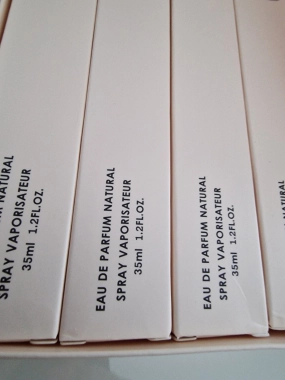 NATURAL
SPRAY VAPORISATEUR
35ml 1.2FL.OZ.
EAU DE PARFUM NATURAL
SPRAY VAPORISATEUR
35ml 1.2FL.OZ.
EAU DE PARFUM NATURAL
SPRAY VAPORISATEUR
35ml 1.2FL.OZ.